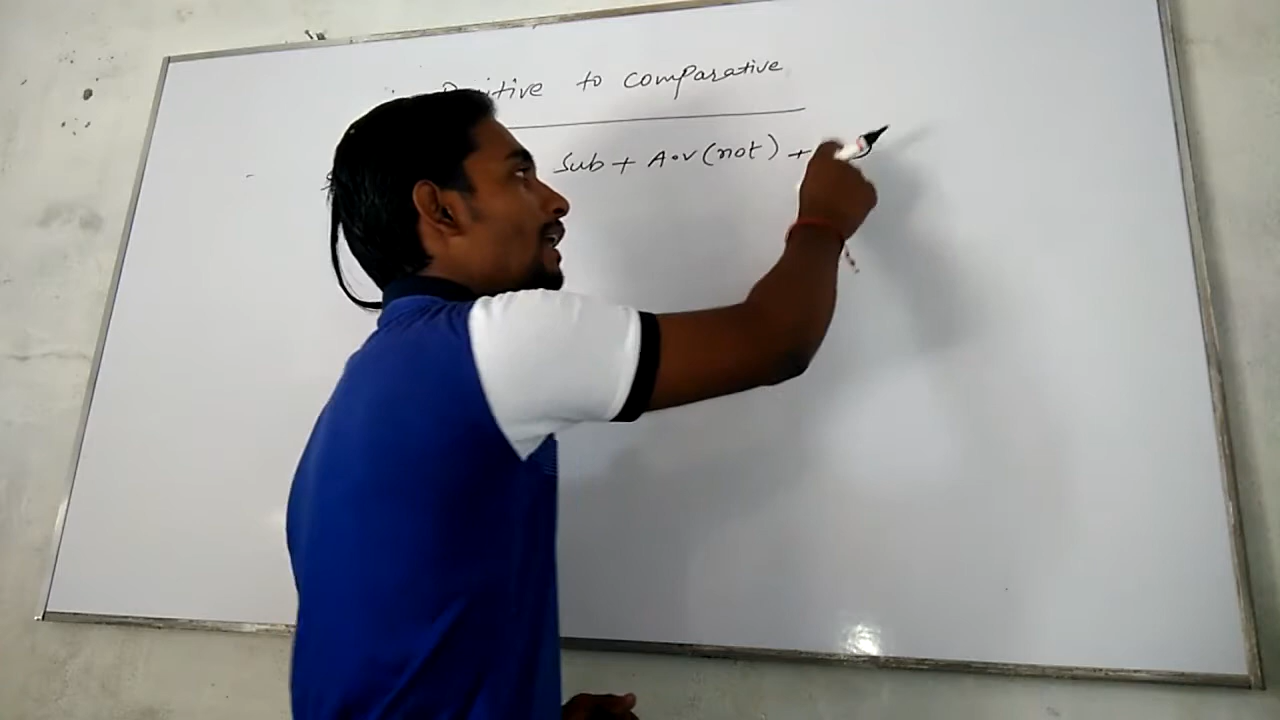 Positive to comparative
Sub + A.V (not) +